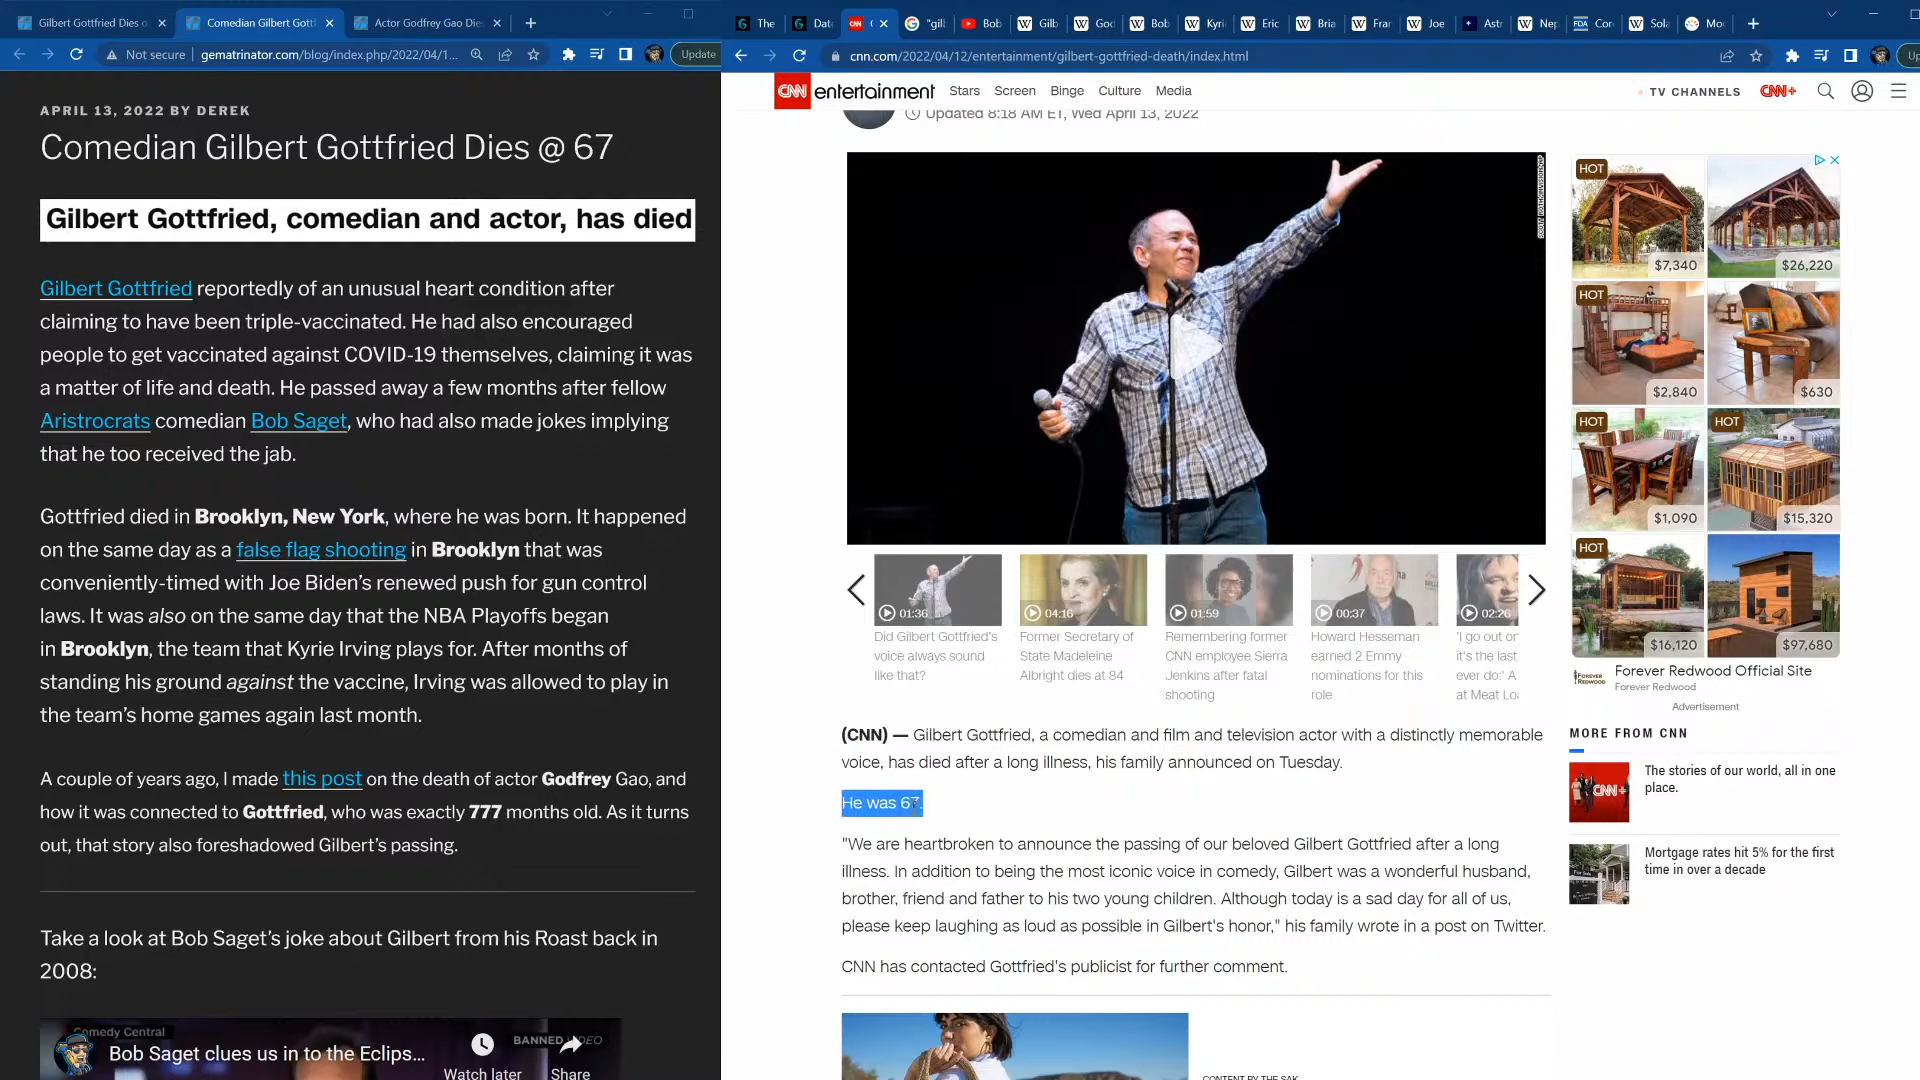 Gilbert Gottfried Dies
Comedian Gilbert Gottf
Actor Godfrey Gao Die
Not secure
gematrinator.com/blog/index.php/2022/04/1...
Update
APRIL 13, 2022 BY DEREK
Comedian Gilbert Gottfried Dies @ 67
Gilbert Gottfried, comedian and actor, has died
Gilbert Gottfried reportedly of an unusual heart condition after
claiming to have been triple-vaccinated. He had also encouraged
people to get vaccinated against COVID-19 themselves, claiming it was
a matter of life and death. He passed away a few months after fellow
Aristrocrats comedian Bob Saget, who had also made jokes implying
that he too received the jab.
Gottfried died in Brooklyn, New York, where he was born. It happened
on the same day as a false flag shooting in Brooklyn that was
conveniently-timed with Joe Biden's renewed push for gun control
laws. It was also on the same day that the NBA Playoffs began
in Brooklyn, the team that Kyrie Irving plays for. After months of
standing his ground against the vaccine, Irving was allowed to play in
the team's home games again last month.
A couple of years ago, I made this post on the death of actor Godfrey Gao, and
how it was connected to Gottfried, who was exactly 777 months old. As it turns
out, that story also foreshadowed Gilbert's passing.
Take a look at Bob Saget's joke about Gilbert from his Roast back in
2008:
Comedy Central
Bob Saget clues us in to the Eclips...
BANNED
Watch later
Share
The
Dat
"gil
Bob
Gilb
God
Bob
Kyri
Eric
Bria
Fra
Joe
Astr
Nep
FDA
Cor
Sola
Mo
cnn.com/2022/04/12/entertainment/gilbert-gottfried-death/index.html
Up
CNN entertainment
Stars
Screen
Binge
Culture
Media
TV CHANNELS
CNN+
Updated 8:18 AM ET, Wed April 13, 2022
01:36
Did Gilbert Gottfried's
voice always sound
like that?
04:16
Former Secretary of
State Madeleine
Albright dies at 84
01:59
Remembering former
CNN employee Sierra
Jenkins after fatal
shooting
00:37
Howard Hesseman
earned 2 Emmy
nominations for this
role
02:26
'I go out on
it's the last
ever do:' A
at Meat Loa
(CNN) — Gilbert Gottfried, a comedian and film and television actor with a distinctly memorable
voice, has died after a long illness, his family announced on Tuesday.
He was 67.
"We are heartbroken to announce the passing of our beloved Gilbert Gottfried after a long
illness. In addition to being the most iconic voice in comedy, Gilbert was a wonderful husband,
brother, friend and father to his two young children. Although today is a sad day for all of us,
please keep laughing as loud as possible in Gilbert's honor," his family wrote in a post on Twitter.
CNN has contacted Gottfried's publicist for further comment.
CONTENT BY THE SAK
HOT
$7,340
$26,220
HOT
$2,840
$630
HOT
$1,090
HOT
$15,320
HOT
$16,120
$97,680
FOREVER
REDWOOD
Forever Redwood Official Site
Forever Redwood
Advertisement
MORE FROM CNN
CNN+
The stories of our world, all in one
place.
Mortgage rates hit 5% for the first
time in over a decade